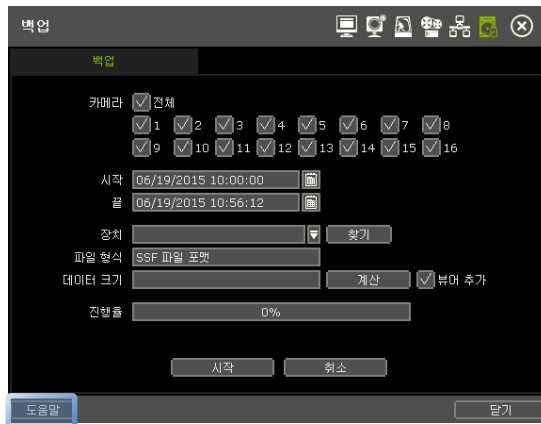 백업
백업
카메라 전체
1 2 3 4 5 6 7 8
9 10 11 12 13 14 15 16
시작 06/19/2015 10:00:00
끝 06/19/2015 10:56:12
장치 찾기
파일 형식 SSF 파일 포맷
데이터 크기 계산 뷰어 추가
진행율 0%
시작 취소
도움말 닫기